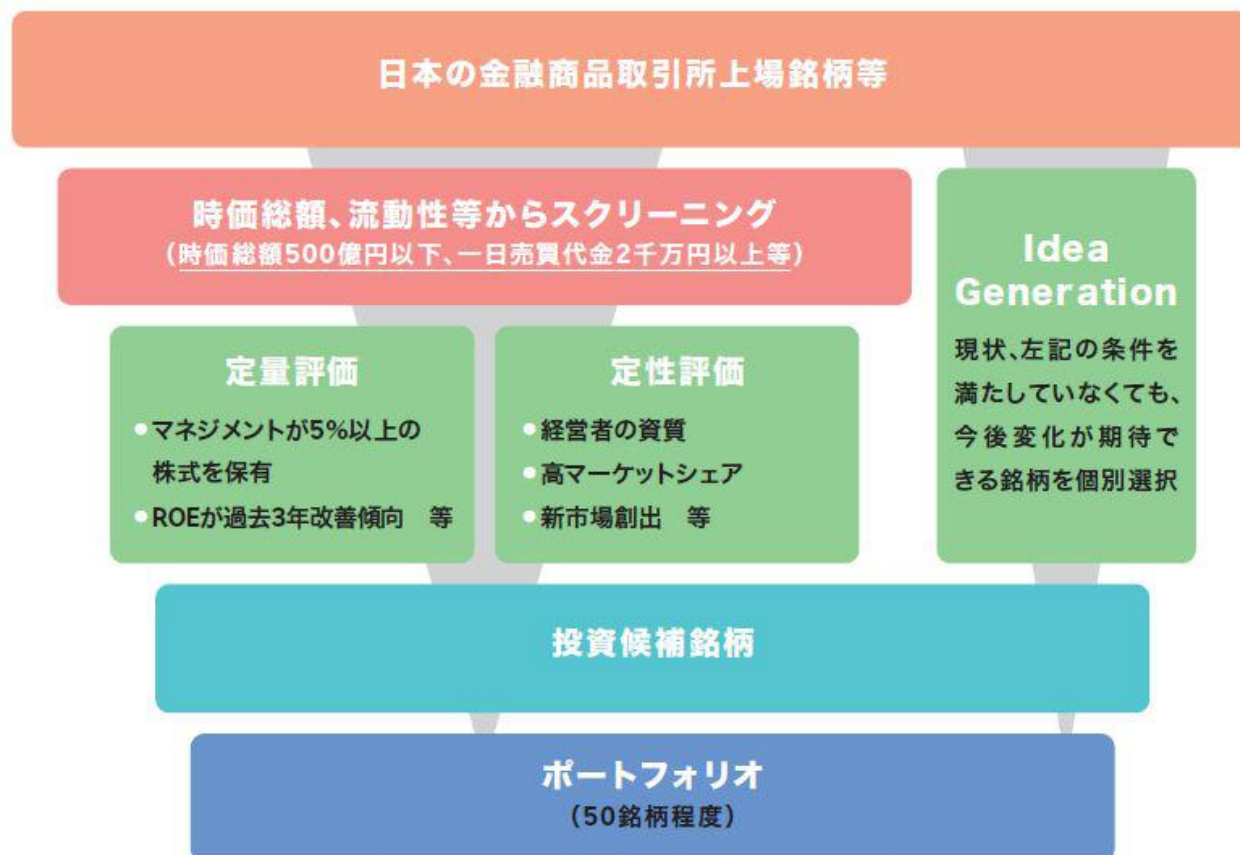 日本の金融商品取引所上場銘柄等
時価総額、流動性等からスクリーニング
（時価総額500億円以下、一日売買代金2千万円以上等）
定量評価
●マネジメントが5%以上の
株式を保有
●ROEが過去3年改善傾向　等
定性評価
●経営者の資質
●高マーケットシェア
●新市場創出　等
Idea
Generation
現状、左記の条件を
満たしていなくても、
今後変化が期待で
きる銘柄を個別選択
投資候補銘柄
ポートフォリオ
（50銘柄程度）